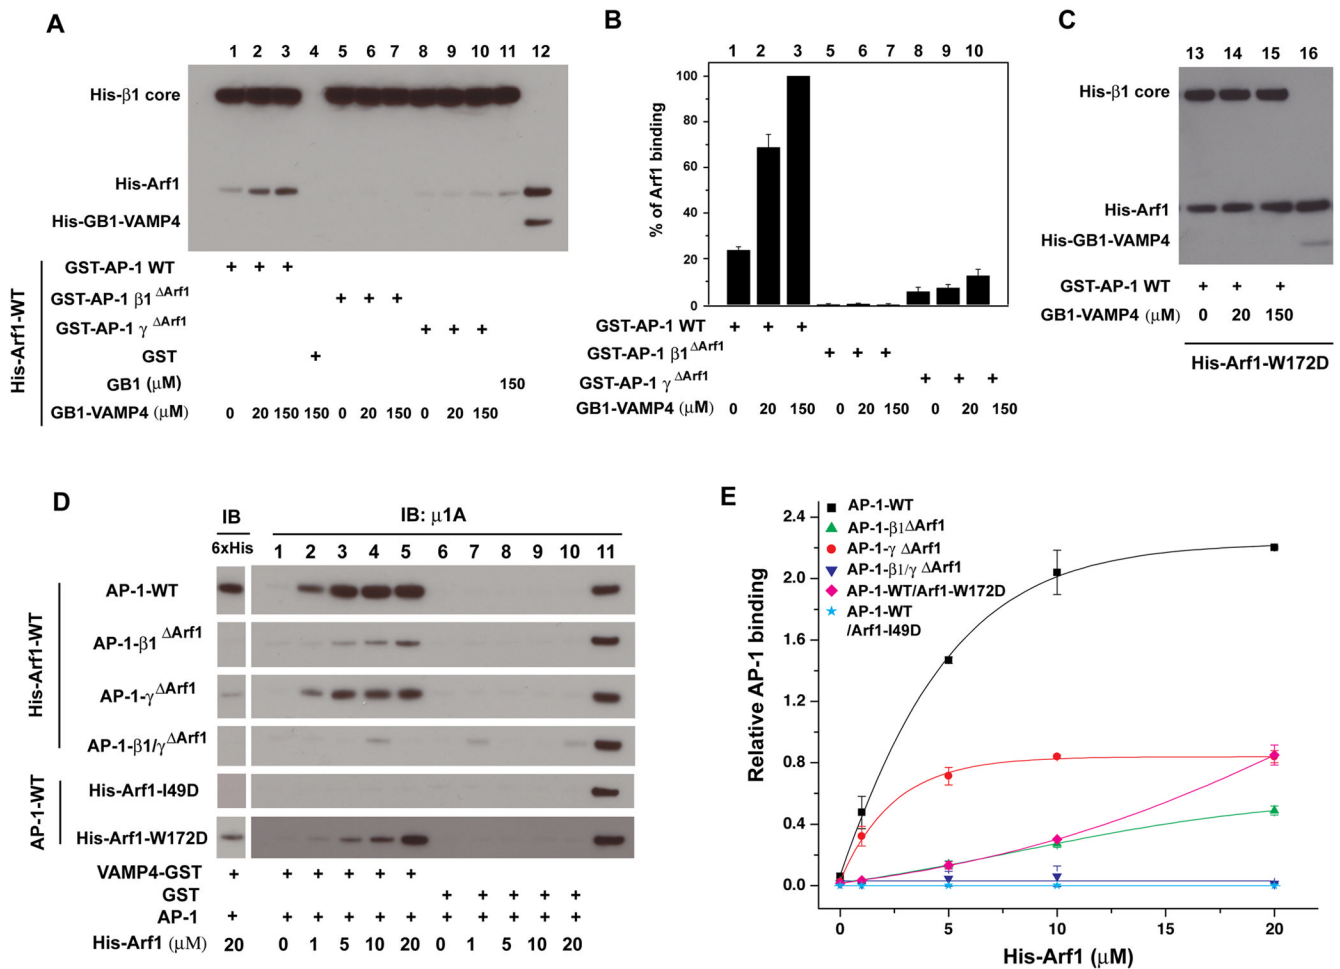 A
1 2 3 4 5 6 7 8 9 10 11 12
His-β1 core
His-Arf1
His-GB1-VAMP4
His-Arf1-WT
GST-AP-1 WT + + +
GST-AP-1 β1 ΔArf1 + + +
GST-AP-1 γ ΔArf1 + + +
GST +
GB1 (μM) 150
GB1-VAMP4 (μM) 0 20 150 150 0 20 150 0 20 150
B
1 2 3 5 6 7 8 9 10
% of Arf1 binding
100
80
60
40
20
0
GST-AP-1 WT + + +
GST-AP-1 β1 ΔArf1 + + +
GST-AP-1 γ ΔArf1 + + +
GB1-VAMP4 (μM) 0 20 150 0 20 150 0 20 150
C
13 14 15 16
His-β1 core
His-Arf1
His-GB1-VAMP4
GST-AP-1 WT + + +
GB1-VAMP4 (μM) 0 20 150
His-Arf1-W172D
D
IB
6xHis
IB: μ1A
1 2 3 4 5 6 7 8 9 10 11
His-Arf1-WT
AP-1-WT
AP-1-β1 ΔArf1
AP-1-γ ΔArf1
AP-1-β1/γ ΔArf1
AP-1-WT
His-Arf1-I49D
His-Arf1-W172D
VAMP4-GST + + + + + +
GST + + + + +
AP-1 + + + + + + + + + + +
His-Arf1 (μM) 20 0 1 5 10 20 0 1 5 10 20
E
AP-1-WT
AP-1-β1ΔArf1
AP-1-γ ΔArf1
AP-1-β1/γ ΔArf1
AP-1-WT/Arf1-W172D
AP-1-WT
/Arf1-I49D
Relative AP-1 binding
2.4
2.0
1.6
1.2
0.8
0.4
0.0
0 5 10 15 20
His-Arf1 (μM)